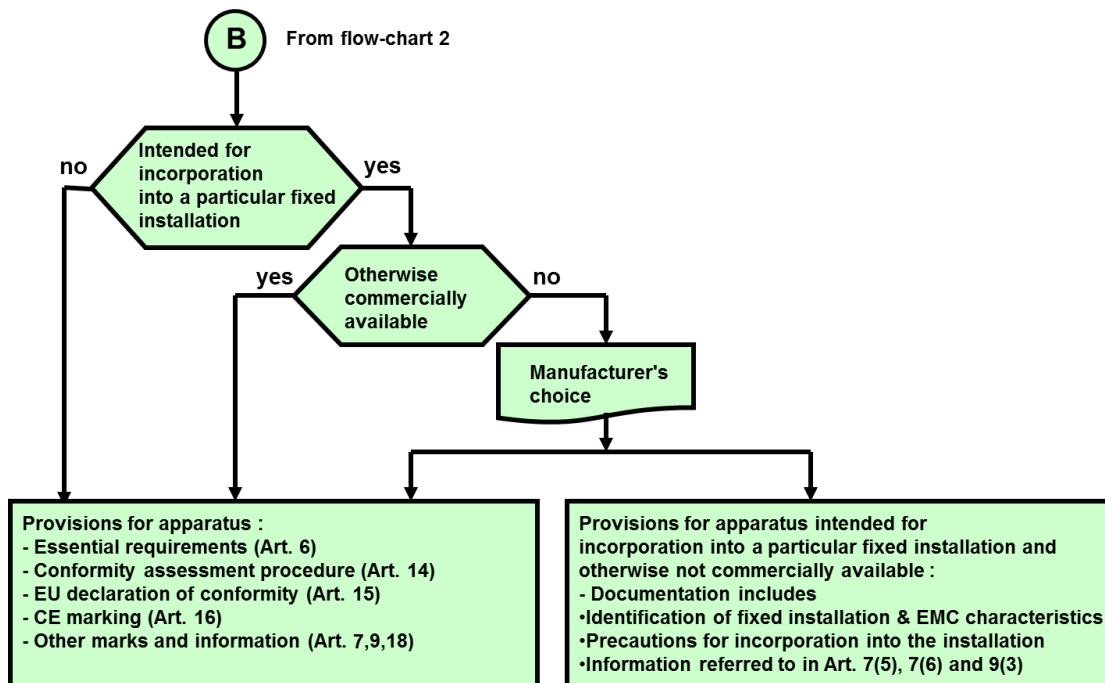 B
From flow-chart 2
no
Intended for
incorporation
into a particular fixed
installation
yes
yes
Otherwise
commercially
available
no
Manufacturer's
choice
Provisions for apparatus :
- Essential requirements (Art. 6)
- Conformity assessment procedure (Art. 14)
- EU declaration of conformity (Art. 15)
- CE marking (Art. 16)
- Other marks and information (Art. 7,9,18)
Provisions for apparatus intended for
incorporation into a particular fixed installation and
otherwise not commercially available :
- Documentation includes
•Identification of fixed installation & EMC characteristics
•Precautions for incorporation into the installation
•Information referred to in Art. 7(5), 7(6) and 9(3)